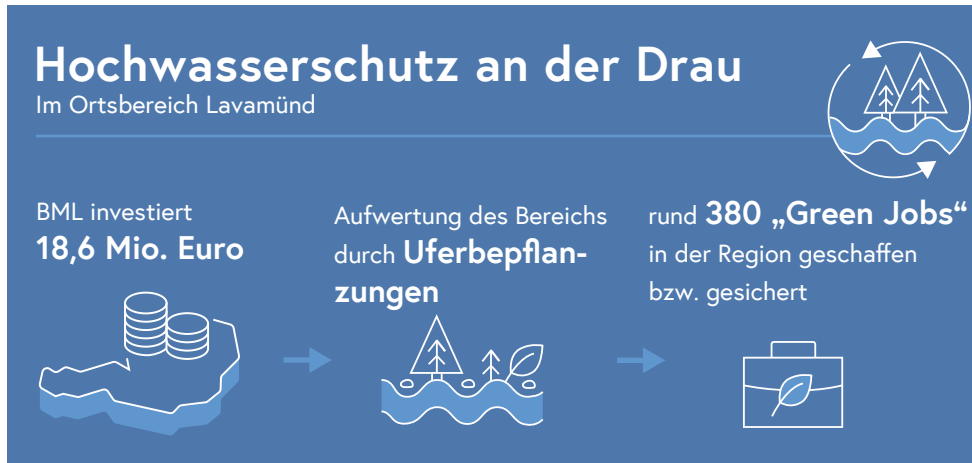 Hochwasserschutz an der Drau
Im Ortsbereich Lavamünd
BML investiert
18,6 Mio. Euro
Aufwertung des Bereichs
durch Uferbepflan-
zungen
rund 380 „Green Jobs“
in der Region geschaffen
bzw. gesichert